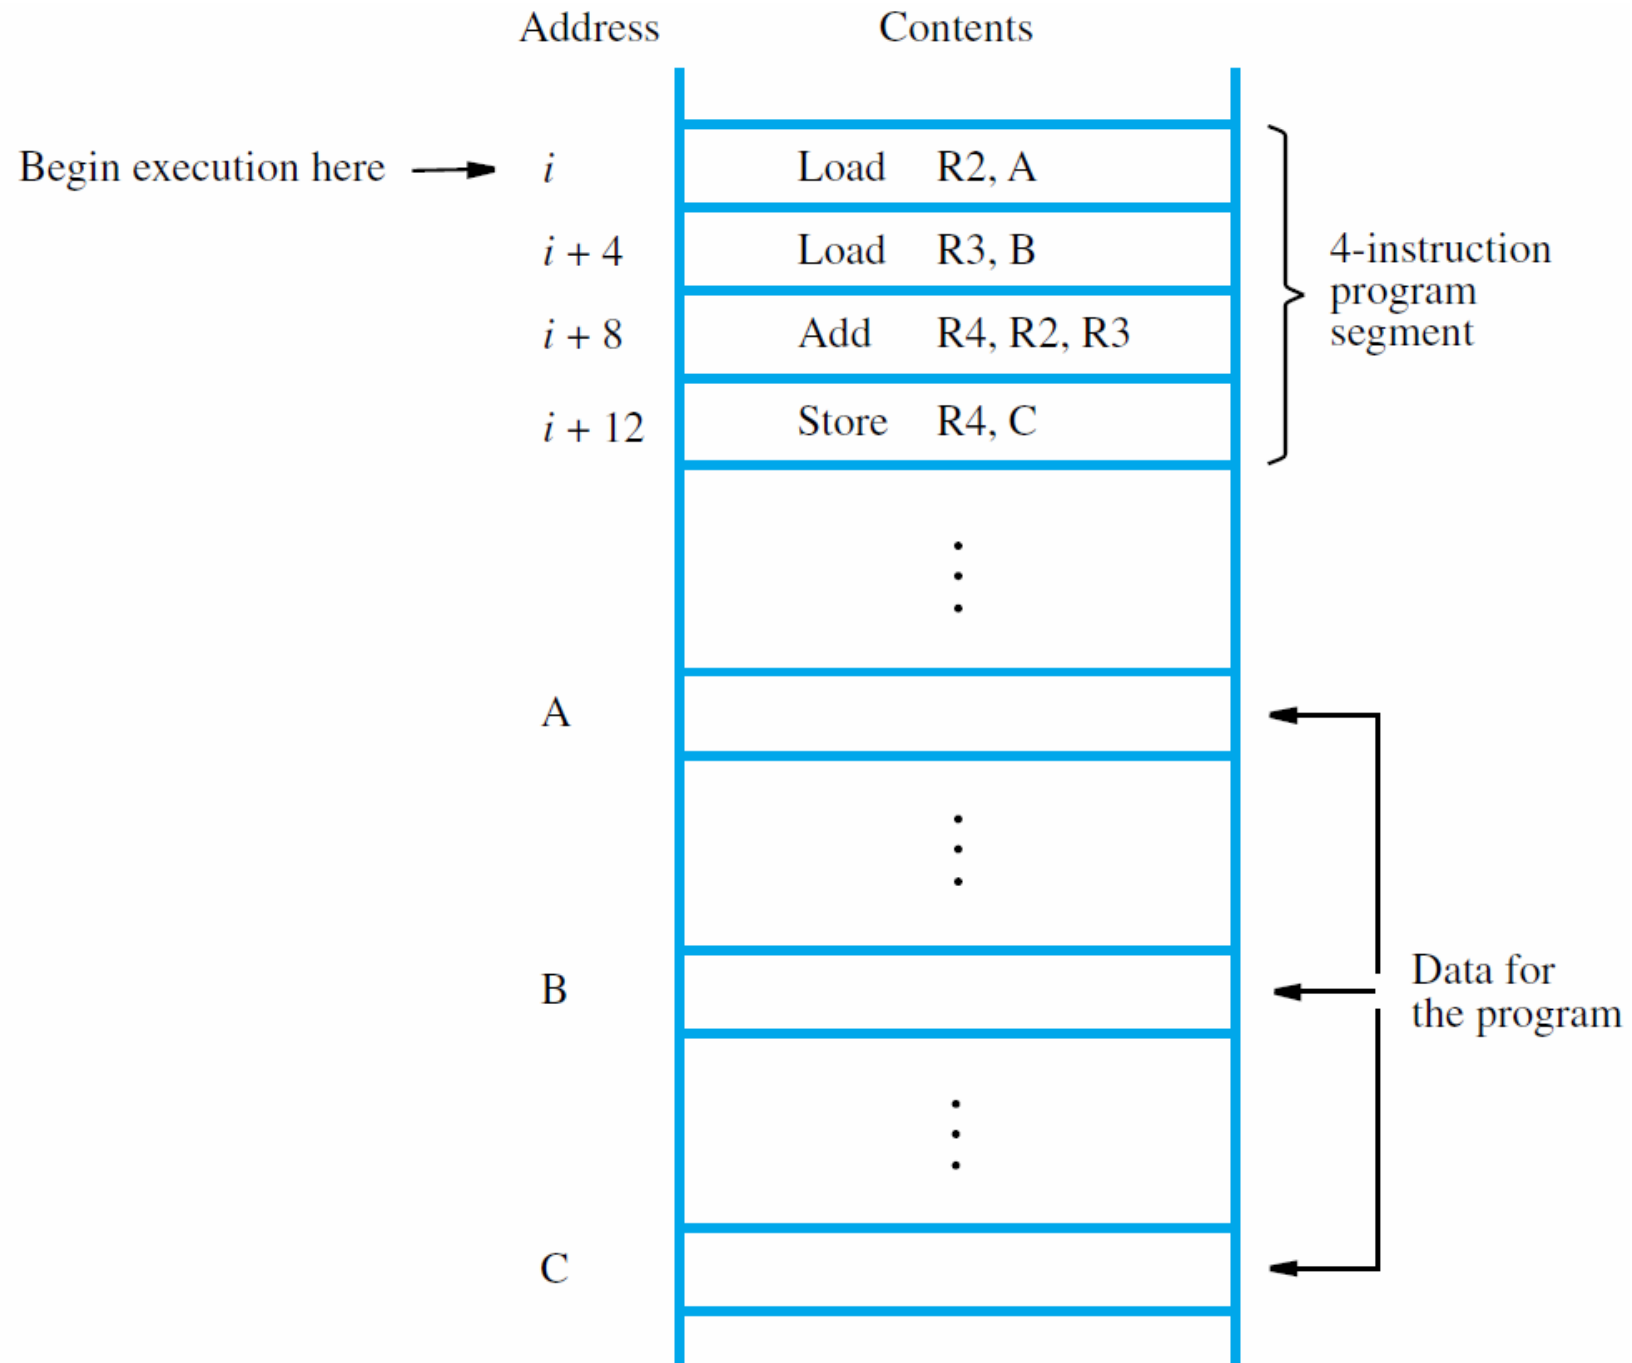 Address Contents
Begin execution here i Load R2, A
i + 4 Load R3, B
i + 8 Add R4, R2, R3
i + 12 Store R4, C
4-instruction
program
segment
A
B
Data for
the program
C